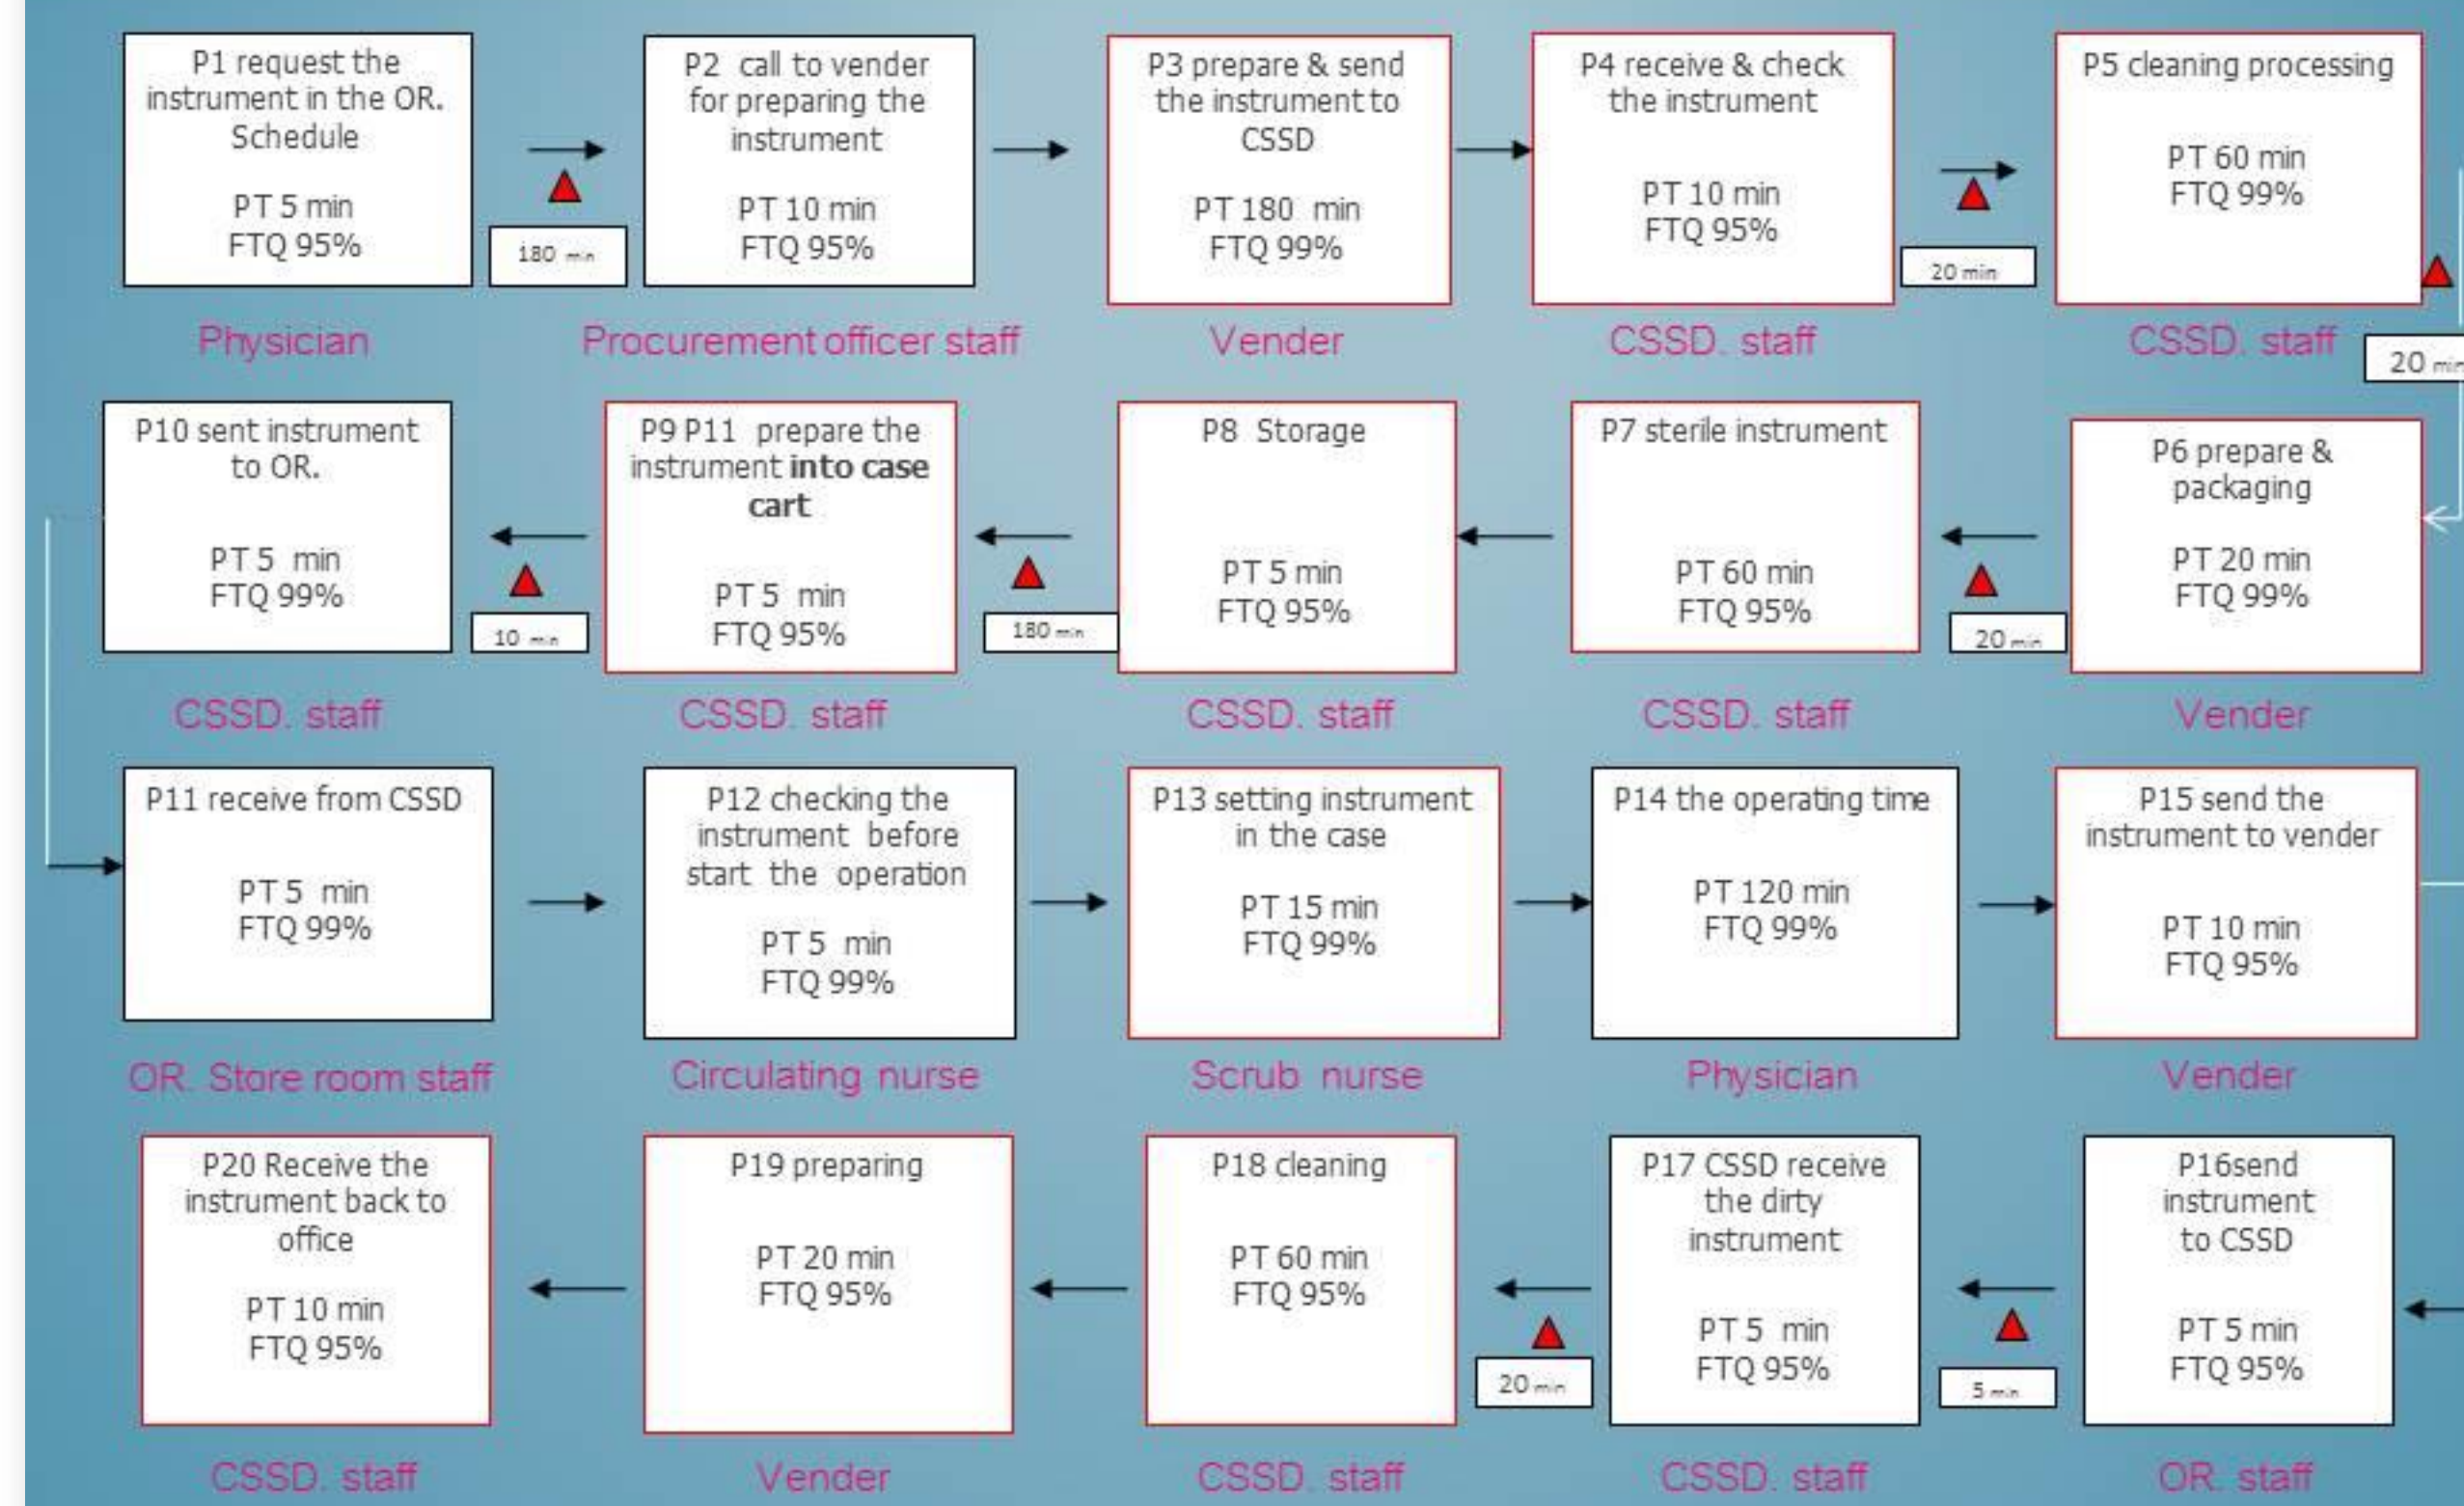 P1 request the
instrument in the OR.
Schedule
PT 5 min
FTQ 95%
Physician
180 min
P2 call to vender
for preparing the
instrument
PT 10 min
FTQ 95%
Procurement officer staff
P3 prepare & send
the instrument to
CSSD
PT 180 min
FTQ 99%
Vender
P4 receive & check
the instrument
PT 10 min
FTQ 95%
CSSD. staff
20 min
P5 cleaning processing
PT 60 min
FTQ 99%
CSSD. staff
20 min
P6 prepare &
packaging
PT 20 min
FTQ 99%
Vender
20 min
P7 sterile instrument
PT 60 min
FTQ 95%
CSSD. staff
P8 Storage
PT 5 min
FTQ 95%
CSSD. staff
180 min
P9 P11 prepare the
instrument into case
cart
PT 5 min
FTQ 95%
CSSD. staff
10 min
P10 sent instrument
to OR.
PT 5 min
FTQ 99%
CSSD. staff
P11 receive from CSSD
PT 5 min
FTQ 99%
OR. Store room staff
P12 checking the
instrument before
start the operation
PT 5 min
FTQ 99%
Circulating nurse
P13 setting instrument
in the case
PT 15 min
FTQ 99%
Scrub nurse
P14 the operating time
PT 120 min
FTQ 99%
Physician
P15 send the
instrument to vender
PT 10 min
FTQ 95%
Vender
P16send
instrument
to CSSD
PT 5 min
FTQ 95%
OR. staff
5 min
P17 CSSD receive
the dirty
instrument
PT 5 min
FTQ 95%
CSSD. staff
20 min
P18 cleaning
PT 60 min
FTQ 95%
CSSD. staff
P19 preparing
PT 20 min
FTQ 95%
Vender
P20 Receive the
instrument back to
office
PT 10 min
FTQ 95%
CSSD. staff